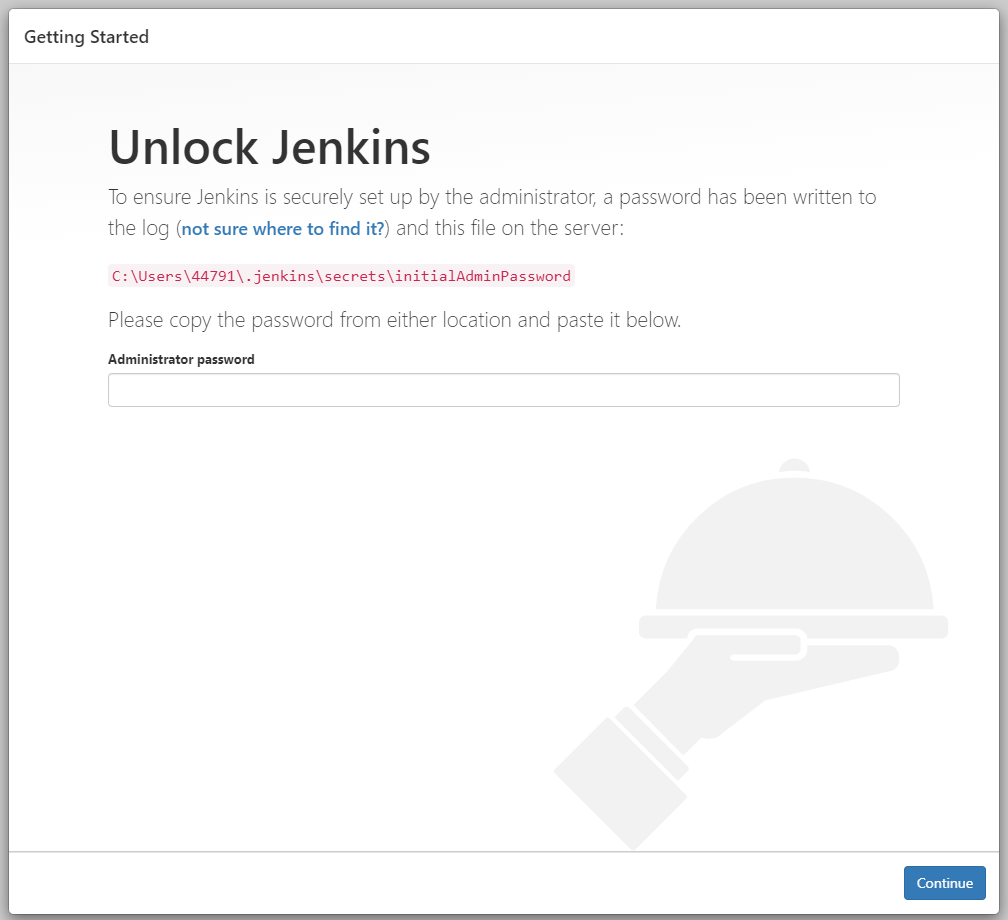 Getting Started
Unlock Jenkins
To ensure Jenkins is securely set up by the administrator, a password has been written to
the log (not sure where to find it?) and this file on the server:
C:\Users\44791\.jenkins\secrets\initialAdminPassword
Please copy the password from either location and paste it below.
Administrator password
Continue